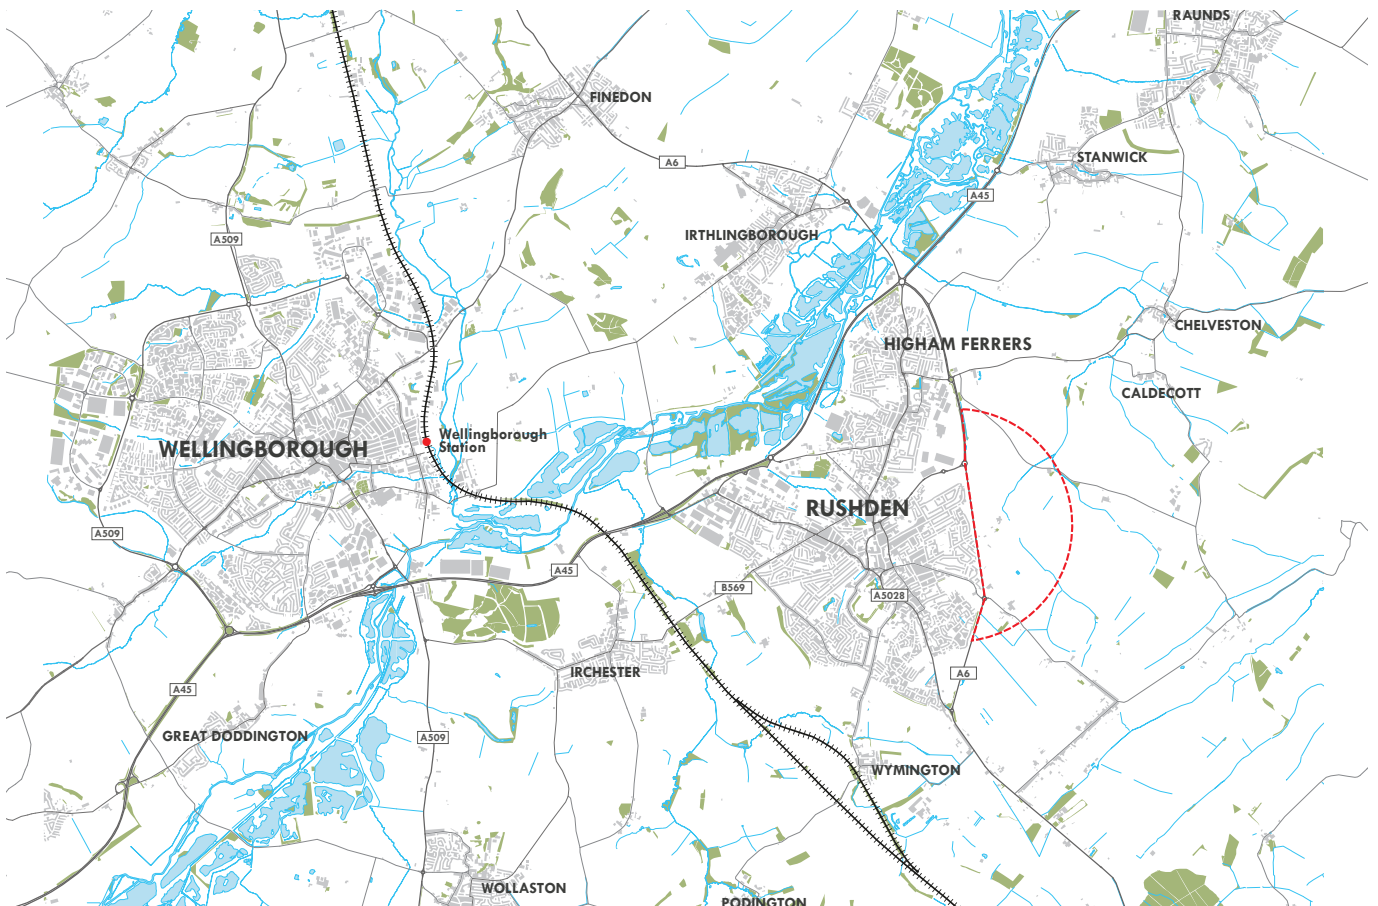 RAUNDS
FINEDON
STANWICK
A6
A45
IRTHLINGBOROUGH
A509
CHELVESTON
HIGHAM FERRERS
CALDECOTT
Wellingborough
Station
WELLINGBOROUGH
RUSHDEN
A509
A45
B569
A5028
IRCHESTER
A6
A45
GREAT DODDINGTON
A509
WYMINGTON
WOLLASTON
PODINGTON